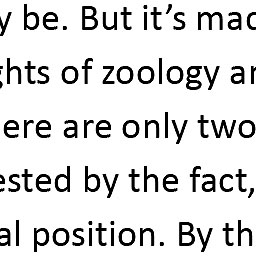 y be. But it’s mad
ghts of zoology an
ere are only two
ested by the fact,
al position. By th